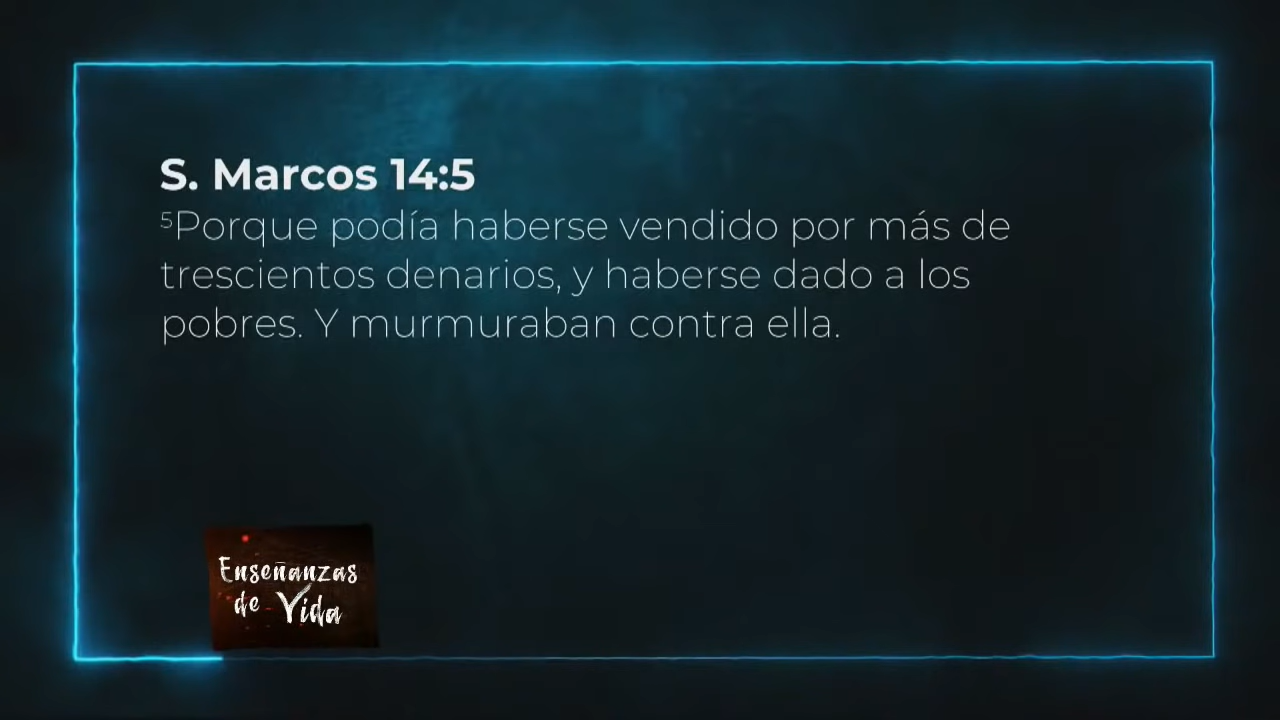 S. Marcos 14:5
⁵Porque podía haberse vendido por más de
trescientos denarios, y haberse dado a los
pobres. Y murmuraban contra ella.
Enseñanzas
de Vida